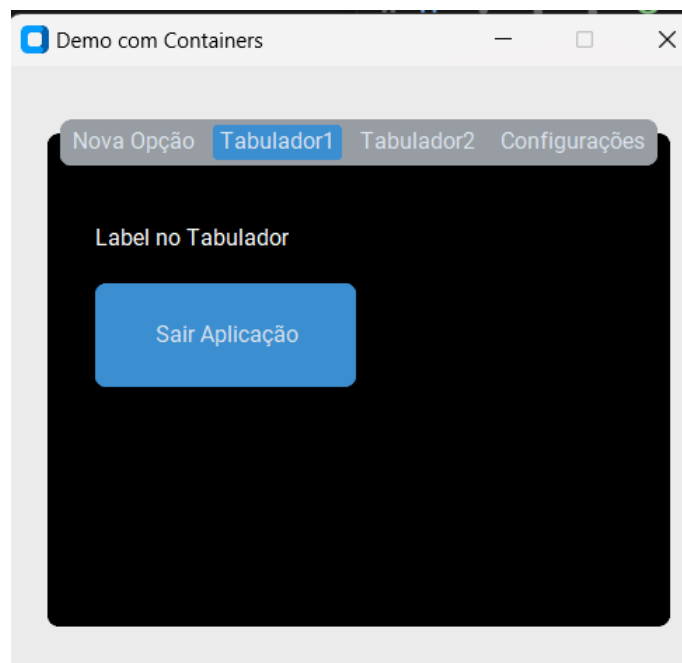 Demo com Containers
Nova Opção Tabulador1 Tabulador2 Configurações
Label no Tabulador
Sair Aplicação